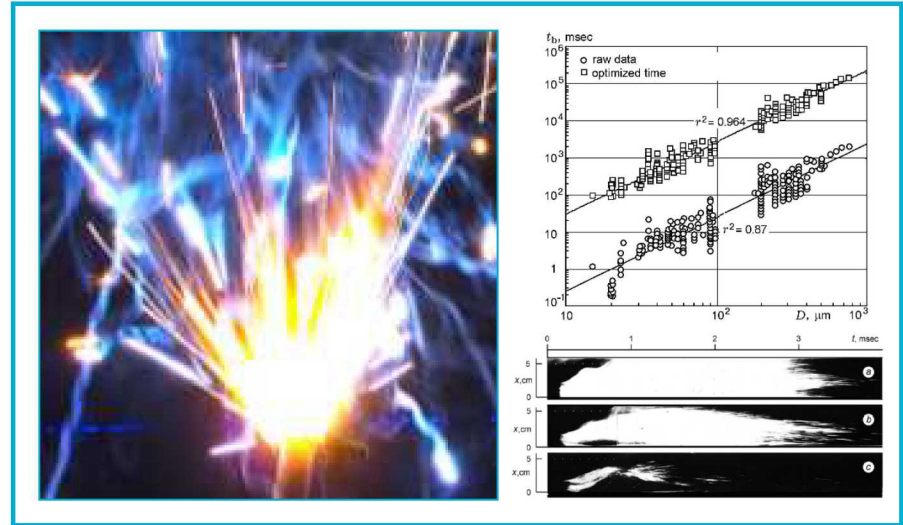 t_b, msec
10^6
○ raw data
□ optimized time
10^5
10^4
r^2 = 0.964
10^3
10^2
10
r^2 = 0.87
1
10^-1
10
10^2
D, μm
10^3
0
1
2
3
t, msec
5
x,cm
0
a
5
x,cm
0
b
5
x,cm
0
c